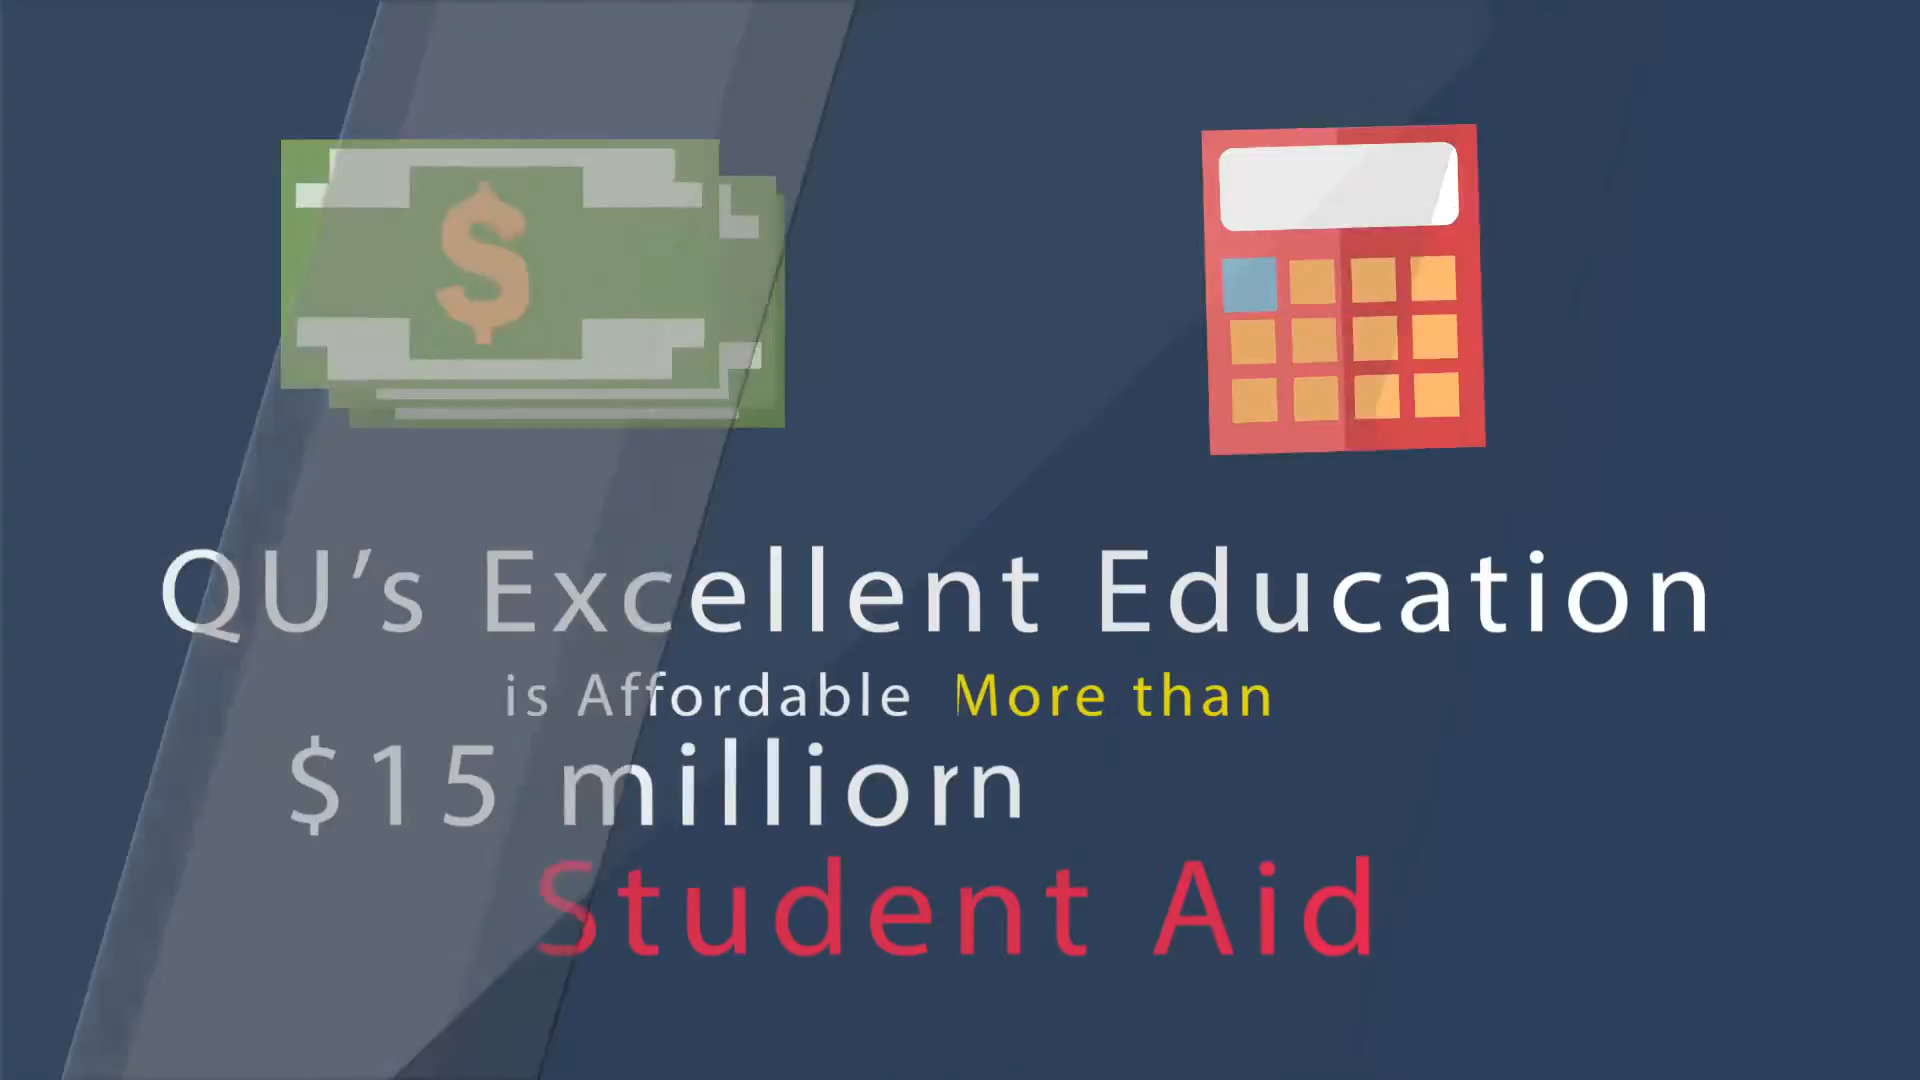 QU’s Excellent Education
is Affordable More than
$15 milliorn
Student Aid
$